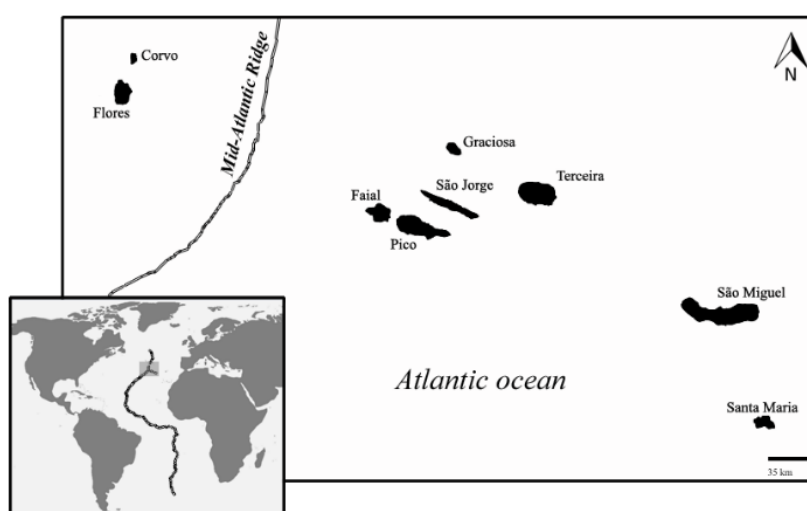 Corvo
Flores
Mid-Atlantic Ridge
N
Graciosa
São Jorge
Terceira
Faial
Pico
São Miguel
Atlantic ocean
Santa Maria
35 km